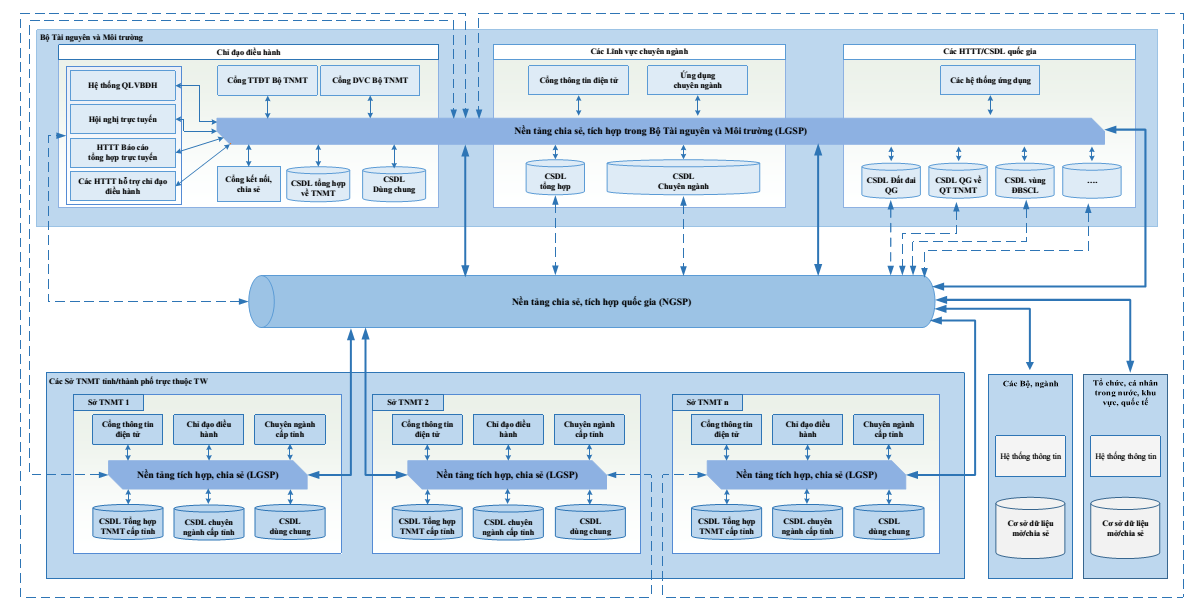 Bộ Tài nguyên và Môi trường
Chỉ đạo điều hành
Hệ thống QLVBĐH
Hội nghị trực tuyến
HTTT Báo cáo
tổng hợp trực tuyến
Các HTTT hỗ trợ chỉ đạo
điều hành
Cổng TTĐT Bộ TNMT
Cổng DVC Bộ TNMT
Các Lĩnh vực chuyên ngành
Cổng thông tin điện tử
Ứng dụng
chuyên ngành
Các HTTT/CSDL quốc gia
Các hệ thống ứng dụng
Nền tảng chia sẻ, tích hợp trong Bộ Tài nguyên và Môi trường (LGSP)
Cổng kết nối,
chia sẻ
CSDL tổng hợp
về TNMT
CSDL
Dùng chung
CSDL
tổng hợp
CSDL
Chuyên ngành
CSDL Đất đai
QG
CSDL QG về
QT TNMT
CSDL vùng
ĐBSCL
....
Nền tảng chia sẻ, tích hợp quốc gia (NGSP)
Các Sở TNMT tỉnh/thành phố trực thuộc TW
Sở TNMT 1
Cổng thông tin
điện tử
Chỉ đạo điều
hành
Chuyên ngành
cấp tỉnh
Nền tảng tích hợp, chia sẻ (LGSP)
CSDL Tổng hợp
TNMT cấp tỉnh
CSDL chuyên
ngành cấp tỉnh
CSDL
dùng chung
Sở TNMT 2
Cổng thông tin
điện tử
Chỉ đạo điều
hành
Chuyên ngành
cấp tỉnh
Nền tảng tích hợp, chia sẻ (LGSP)
CSDL Tổng hợp
TNMT cấp tỉnh
CSDL chuyên
ngành cấp tỉnh
CSDL
dùng chung
Sở TNMT n
Cổng thông tin
điện tử
Chỉ đạo điều
hành
Chuyên ngành
cấp tỉnh
Nền tảng tích hợp, chia sẻ (LGSP)
CSDL Tổng hợp
TNMT cấp tỉnh
CSDL chuyên
ngành cấp tỉnh
CSDL
dùng chung
Các Bộ, ngành
Hệ thống thông tin
Cơ sở dữ liệu
mở/chia sẻ
Tổ chức, cá nhân
trong nước, khu
vực, quốc tế
Hệ thống thông tin
Cơ sở dữ liệu
mở/chia sẻ